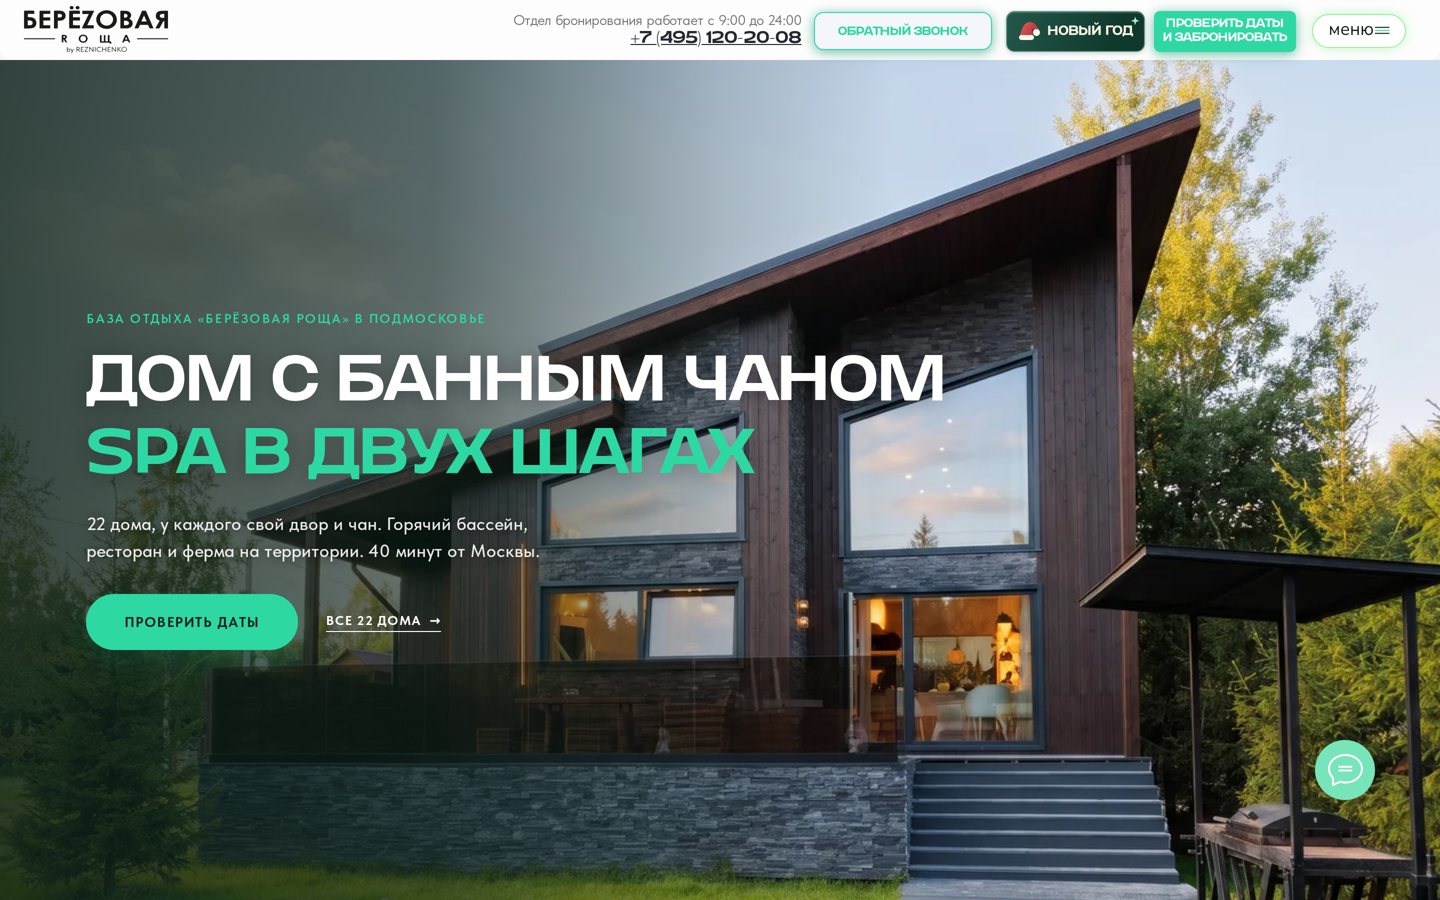 БЕРЁZОВАЯ
RОЩА
by REZNICHENKO
Отдел бронирования работает с 9:00 до 24:00
+7 (495) 120-20-08
ОБРАТНЫЙ ЗВОНОК
НОВЫЙ ГОД
ПРОВЕРИТЬ ДАТЫ
И ЗАБРОНИРОВАТЬ
меню
БАЗА ОТДЫХА «БЕРЁЗОВАЯ РОЩА» В ПОДМОСКОВЬЕ
ДОМ С БАННЫМ ЧАНОМ
SPA В ДВУХ ШАГАХ
22 дома, у каждого свой двор и чан. Горячий бассейн,
ресторан и ферма на территории. 40 минут от Москвы.
ПРОВЕРИТЬ ДАТЫ
ВСЕ 22 ДОМА →